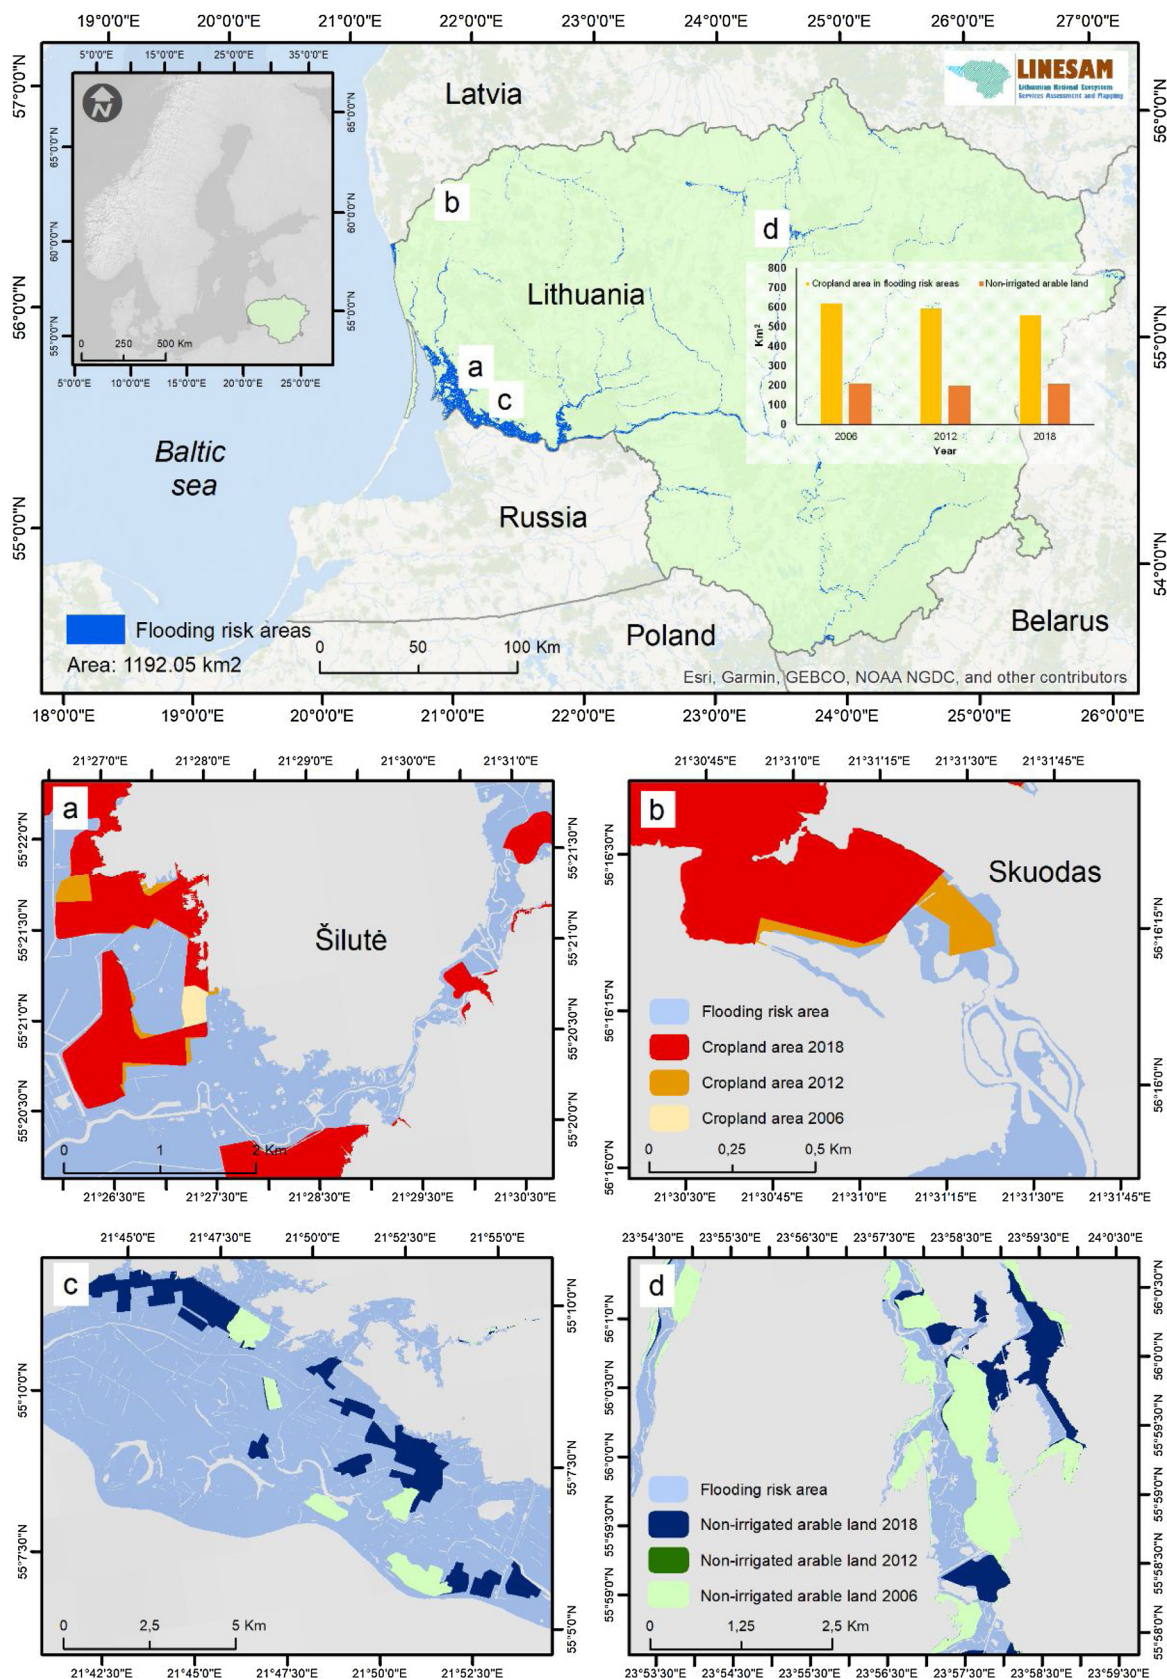 18°0'0"E 19°0'0"E 20°0'0"E 21°0'0"E 22°0'0"E 23°0'0"E 24°0'0"E 25°0'0"E 26°0'0"E 27°0'0"E
5°0'0"E 15°0'0"E 25°0'0"E 35°0'0"E
N
65°0'0"N
60°0'0"N
55°0'0"N
65°0'0"N
60°0'0"N
55°0'0"N
0 250 500 Km
5°0'0"E 10°0'0"E 15°0'0"E 20°0'0"E 25°0'0"E
57°0'0"N
56°0'0"N
55°0'0"N
56°0'0"N
55°0'0"N
54°0'0"N
LINESAM
Lithuanian National Ecosystem
Services Assessment and Mapping
Latvia
b
d
Lithuania
a
c
Baltic
sea
Russia
Poland
Belarus
Cropland area in flooding risk areas
Non-irrigated arable land
Km²
800
700
600
500
400
300
200
100
0
2006 2012 2018
Year
Flooding risk areas
Area: 1192.05 km2
0 50 100 Km
Esri, Garmin, GEBCO, NOAA NGDC, and other contributors
18°0'0"E 19°0'0"E 20°0'0"E 21°0'0"E 22°0'0"E 23°0'0"E 24°0'0"E 25°0'0"E 26°0'0"E
21°27'0"E 21°28'0"E 21°29'0"E 21°30'0"E 21°31'0"E
a
Šilutė
55°22'0"N
55°21'30"N
55°21'0"N
55°20'30"N
55°21'30"N
55°21'0"N
55°20'30"N
55°20'0"N
0 1 2 Km
21°26'30"E 21°27'30"E 21°28'30"E 21°29'30"E 21°30'30"E
21°30'45"E 21°31'0"E 21°31'15"E 21°31'30"E 21°31'45"E
b
Skuodas
56°16'30"N
56°16'15"N
56°16'0"N
56°16'15"N
56°16'0"N
Flooding risk area
Cropland area 2018
Cropland area 2012
Cropland area 2006
0 0,25 0,5 Km
21°30'30"E 21°30'45"E 21°31'0"E 21°31'15"E 21°31'30"E 21°31'45"E
21°45'0"E 21°47'30"E 21°50'0"E 21°52'30"E 21°55'0"E
c
55°10'0"N
55°7'30"N
55°10'0"N
55°7'30"N
55°5'0"N
0 2,5 5 Km
21°42'30"E 21°45'0"E 21°47'30"E 21°50'0"E 21°52'30"E
23°54'30"E 23°55'30"E 23°56'30"E 23°57'30"E 23°58'30"E 23°59'30"E 24°0'30"E
d
56°1'0"N
56°0'30"N
56°0'0"N
55°59'30"N
55°59'0"N
56°0'30"N
56°0'0"N
55°59'30"N
55°59'0"N
55°58'30"N
55°58'0"N
Flooding risk area
Non-irrigated arable land 2018
Non-irrigated arable land 2012
Non-irrigated arable land 2006
0 1,25 2,5 Km
23°53'30"E 23°54'30"E 23°55'30"E 23°56'30"E 23°57'30"E 23°58'30"E 23°59'30"E